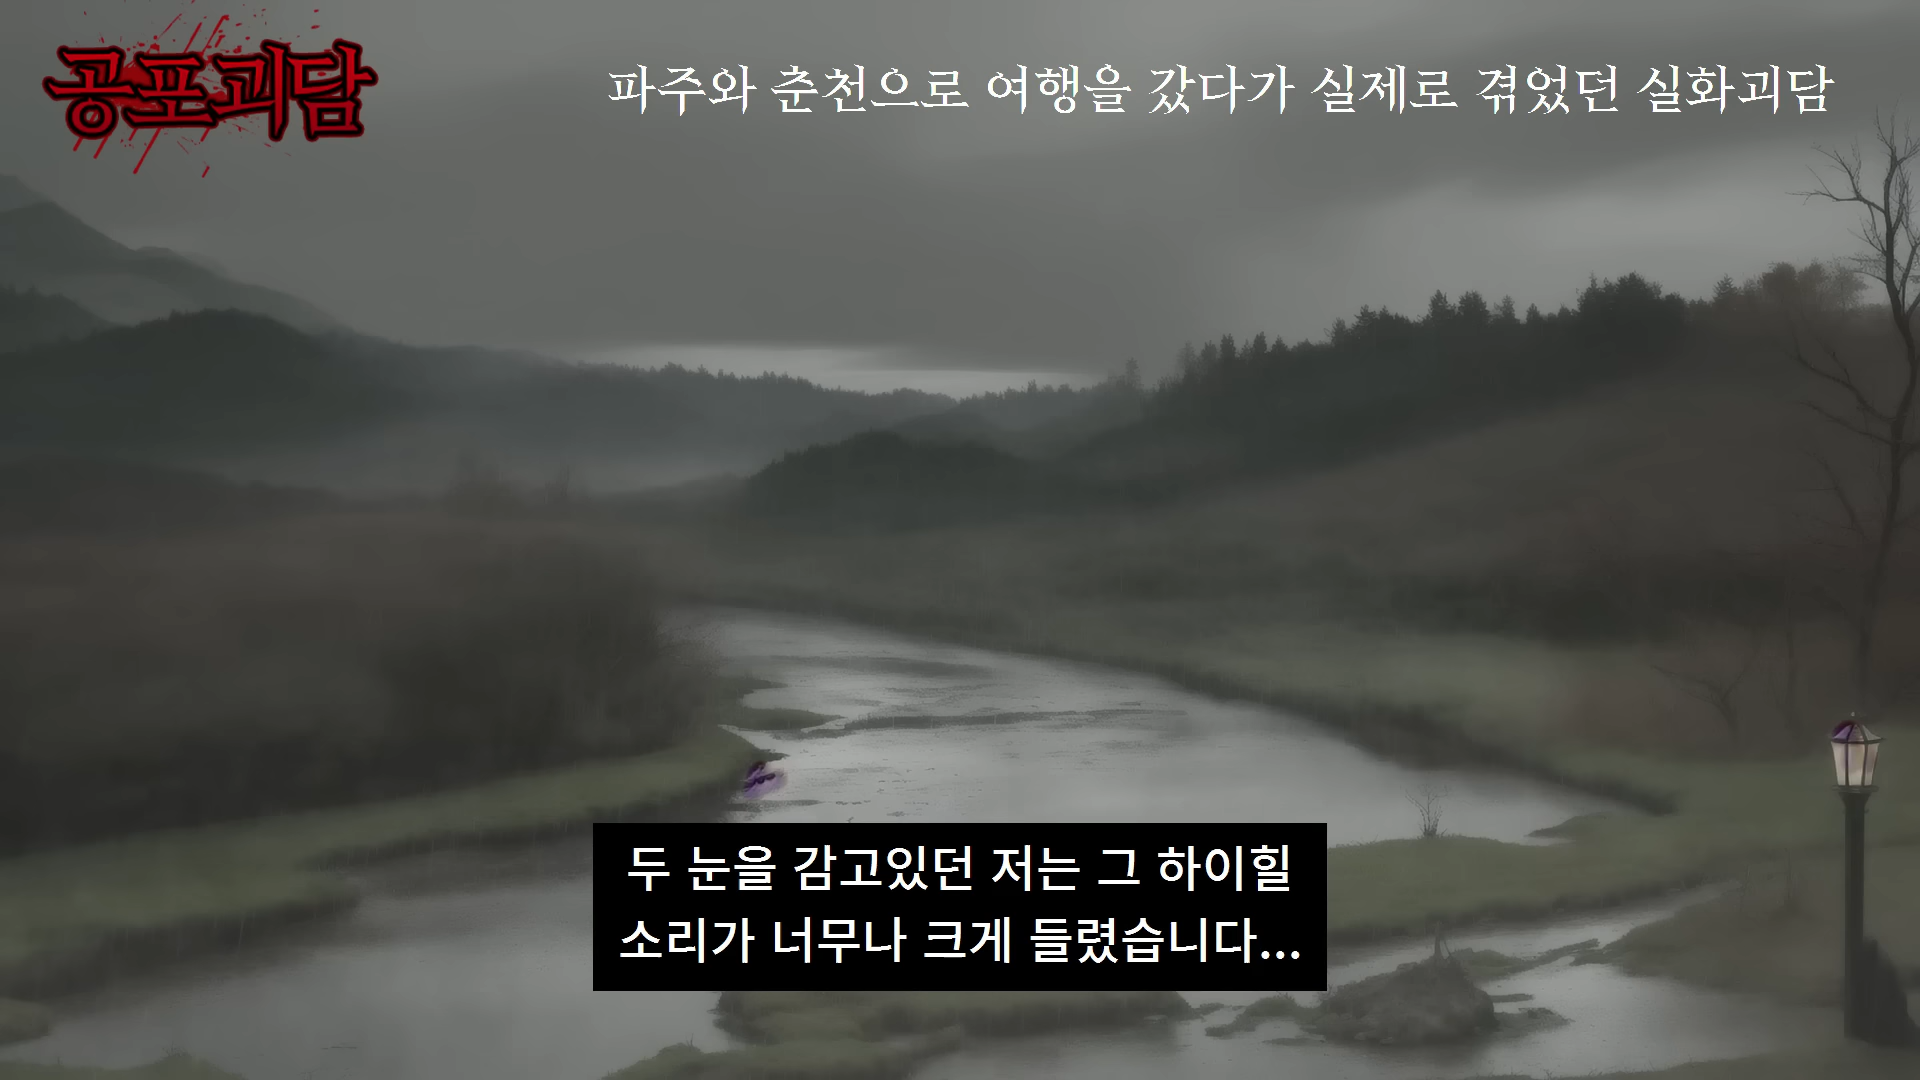 공포괴담
파주와 춘천으로 여행을 갔다가 실제로 겪었던 실화괴담
두 눈을 감고있던 저는 그 하이힐
소리가 너무나 크게 들렸습니다...